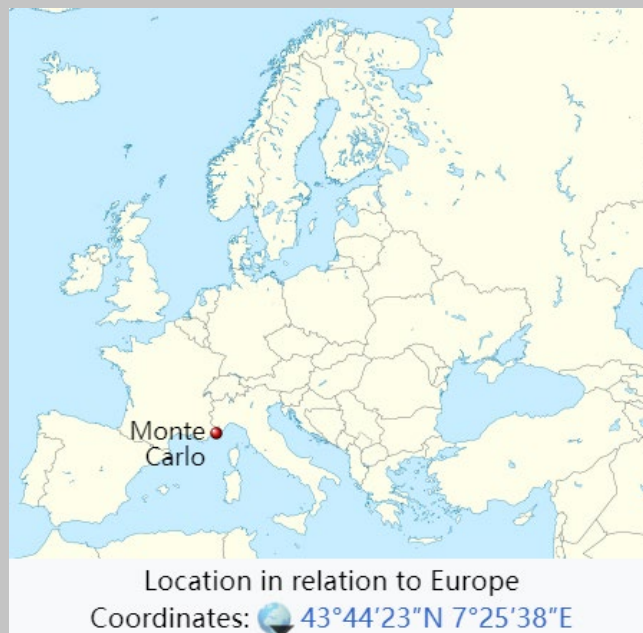 Monte
Carlo
Location in relation to Europe
Coordinates: 43°44′23″N 7°25′38″E